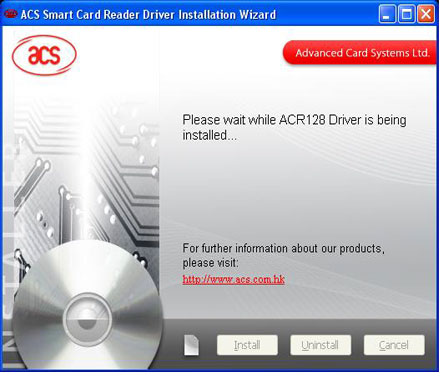 ACS Smart Card Reader Driver Installation Wizard
acs
Advanced Card Systems Ltd.
Please wait while ACR128 Driver is being
installed...
For further information about our products,
please visit:
http://www.acs.com.hk
INSTALLER
Install
Uninstall
Cancel